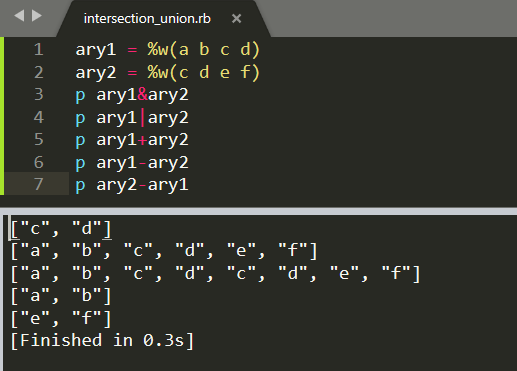 intersection_union.rb ×
1 ary1 = %w(a b c d)
2 ary2 = %w(c d e f)
3 p ary1&ary2
4 p ary1|ary2
5 p ary1+ary2
6 p ary1-ary2
7 p ary2-ary1
["c", "d"]
["a", "b", "c", "d", "e", "f"]
["a", "b", "c", "d", "c", "d", "e", "f"]
["a", "b"]
["e", "f"]
[Finished in 0.3s]